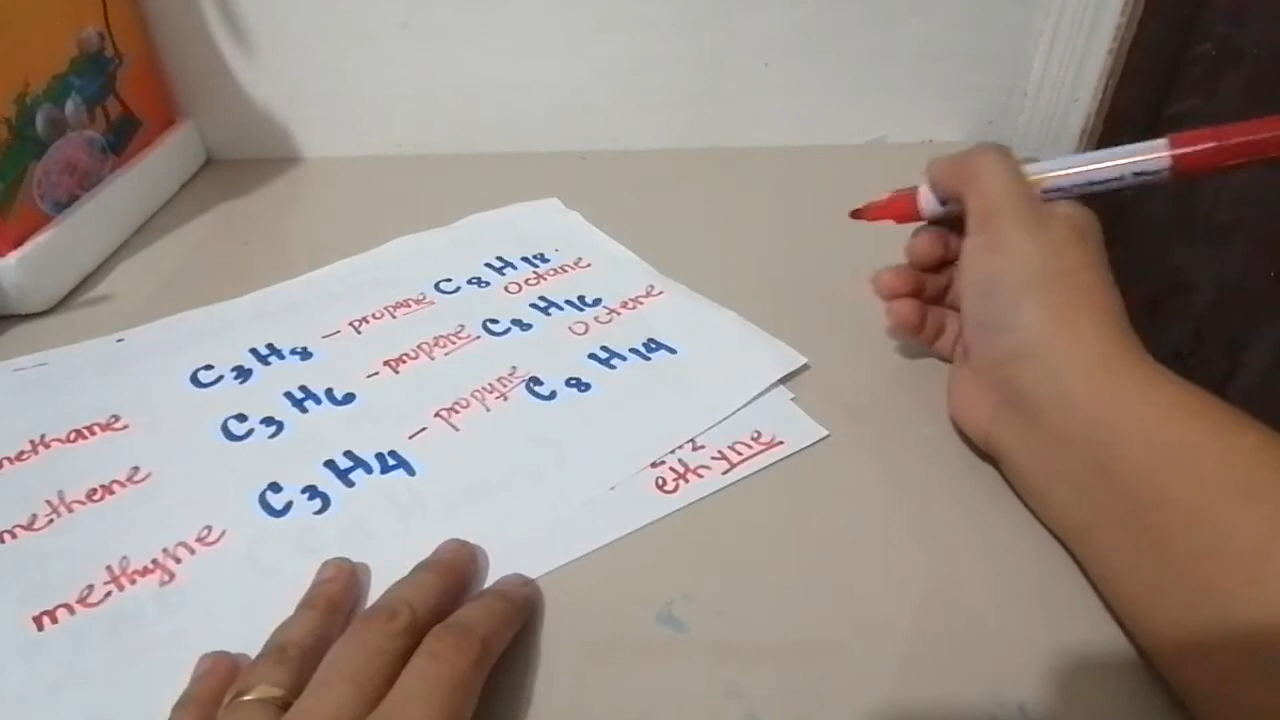 C3H8 - propane C8H18
octane
C3H6 - propene C8H16
octene
C3H4 - propyne C8H14
methane
methene
methyne
ethyne